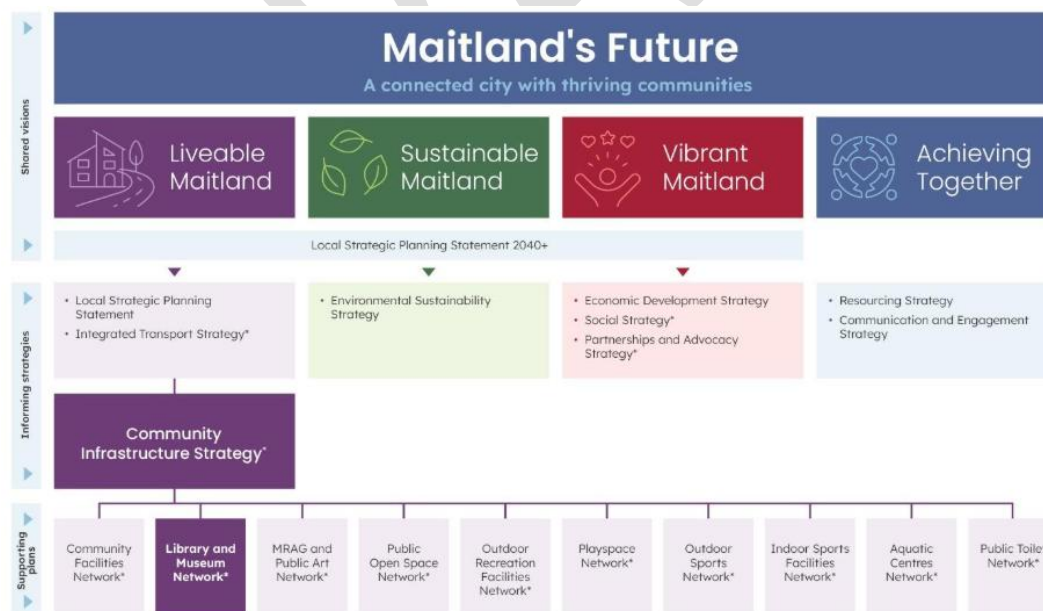 Maitland's Future
A connected city with thriving communities
Shared visions
Liveable
Maitland
Sustainable
Maitland
Vibrant
Maitland
Achieving
Together
Local Strategic Planning Statement 2040+
Informing strategies
• Local Strategic Planning
Statement
• Integrated Transport Strategy*
• Environmental Sustainability
Strategy
• Economic Development Strategy
• Social Strategy*
• Partnerships and Advocacy
Strategy*
• Resourcing Strategy
• Communication and Engagement
Strategy
Community
Infrastructure Strategy*
Supporting
plans
Community
Facilities
Network*
Library and
Museum
Network*
MRAG and
Public Art
Network*
Public
Open Space
Network*
Outdoor
Recreation
Facilities
Network*
Playspace
Network*
Outdoor
Sports
Network*
Indoor Sports
Facilities
Network*
Aquatic
Centres
Network*
Public Toilet
Network*